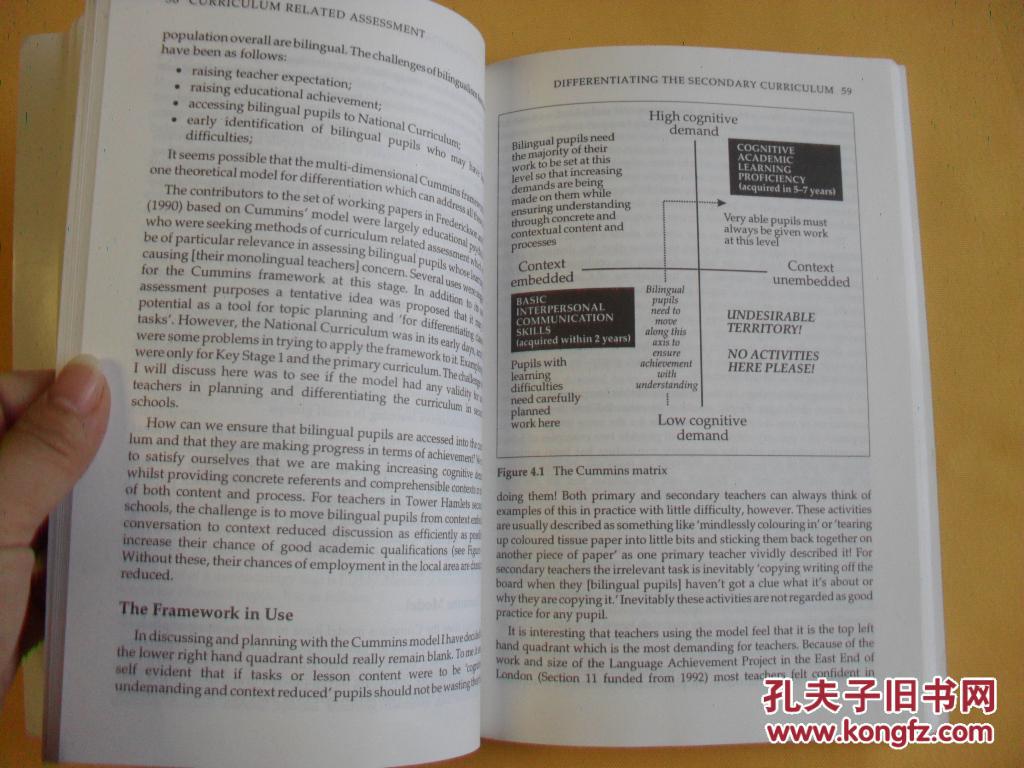 58 CURRICULUM RELATED ASSESSMENT
population overall are bilingual. The challenges of bilingualism
have been as follows:
• raising teacher expectation;
• raising educational achievement;
• accessing bilingual pupils to National Curriculum;
• early identification of bilingual pupils who may have
difficulties;
It seems possible that the multi-dimensional Cummins framework
one theoretical model for differentiation which can address all
The contributors to the set of working papers in Frederickson and
(1990) based on Cummins' model were largely educational
who were seeking methods of curriculum related assessment
be of particular relevance in assessing bilingual pupils whose
causing [their monolingual teachers] concern. Several uses were
for the Cummins framework at this stage. In addition to
assessment purposes a tentative idea was proposed that it
potential as a tool for topic planning and 'for differentiating
tasks'. However, the National Curriculum was in its early days,
were some problems in trying to apply the framework to it.
were only for Key Stage 1 and the primary curriculum. The challenge
I will discuss here was to see if the model had any validity for
teachers in planning and differentiating the curriculum in
schools.
How can we ensure that bilingual pupils are accessed into the
lum and that they are making progress in terms of achievement?
to satisfy ourselves that we are making increasing cognitive
whilst providing concrete referents and comprehensible contexts
of both content and process. For teachers in Tower Hamlets
schools, the challenge is to move bilingual pupils from context
conversation to context reduced discussion as efficiently as
increase their chance of good academic qualifications (see
Without these, their chances of employment in the local area are
reduced.
The Framework in Use
In discussing and planning with the Cummins model I have
the lower right hand quadrant should really remain blank. To me
self evident that if tasks or lesson content were to be
undemanding and context reduced' pupils should not be wasting
DIFFERENTIATING THE SECONDARY CURRICULUM 59
High cognitive
demand
Bilingual pupils need
the majority of their
work to be set at this
level so that increasing
demands are being
made on them while
ensuring understanding
through concrete and
contextual content and
processes
COGNITIVE
ACADEMIC
LEARNING
PROFICIENCY
(acquired in 5–7 years)
Very able pupils must
always be given work
at this level
Context
embedded
Context
unembedded
BASIC
INTERPERSONAL
COMMUNICATION
SKILLS
(acquired within 2 years)
Bilingual
pupils
need to
move
along this
axis to
ensure
achievement
with
understanding
UNDESIRABLE
TERRITORY!
NO ACTIVITIES
HERE PLEASE!
Pupils with
learning
difficulties
need carefully
planned
work here
Low cognitive
demand
Figure 4.1 The Cummins matrix
doing them! Both primary and secondary teachers can always think of
examples of this in practice with little difficulty, however. These activities
are usually described as something like 'mindlessly colouring in' or 'tearing
up coloured tissue paper into little bits and sticking them back together on
another piece of paper' as one primary teacher vividly described it! For
secondary teachers the irrelevant task is inevitably 'copying writing off the
board when they [bilingual pupils] haven't got a clue what it's about or
why they are copying it.' Inevitably these activities are not regarded as good
practice for any pupil.
It is interesting that teachers using the model feel that it is the top left
hand quadrant which is the most demanding for teachers. Because of the
work and size of the Language Achievement Project in the East End of
London (Section 11 funded from 1992) most teachers felt confident in
孔夫子旧书网
www.kongfz.com